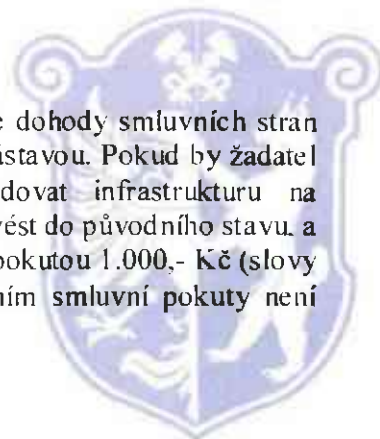 dohody smluvních stran
ástavou. Pokud by žadatel
dovat infrastrukturu na
vést do původního stavu. a
pokutou 1.000,- Kč (slovy
ním smluvní pokuty není